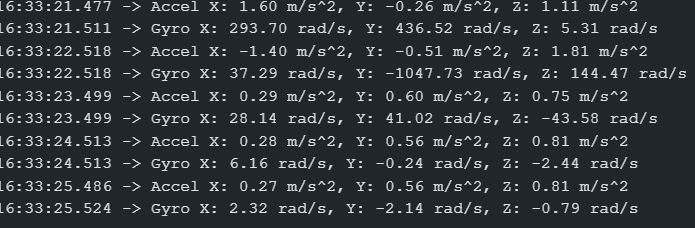 16:33:21.477 -> Accel X: 1.60 m/s^2, Y: -0.26 m/s^2, Z: 1.11 m/s^2
16:33:21.511 -> Gyro X: 293.70 rad/s, Y: 436.52 rad/s, Z: 5.31 rad/s
16:33:22.518 -> Accel X: -1.40 m/s^2, Y: -0.51 m/s^2, Z: 1.81 m/s^2
16:33:22.518 -> Gyro X: 37.29 rad/s, Y: -1047.73 rad/s, Z: 144.47 rad/s
16:33:23.499 -> Accel X: 0.29 m/s^2, Y: 0.60 m/s^2, Z: 0.75 m/s^2
16:33:23.499 -> Gyro X: 28.14 rad/s, Y: 41.02 rad/s, Z: -43.58 rad/s
16:33:24.513 -> Accel X: 0.28 m/s^2, Y: 0.56 m/s^2, Z: 0.81 m/s^2
16:33:24.513 -> Gyro X: 6.16 rad/s, Y: -0.24 rad/s, Z: -2.44 rad/s
16:33:25.486 -> Accel X: 0.27 m/s^2, Y: 0.56 m/s^2, Z: 0.81 m/s^2
16:33:25.524 -> Gyro X: 2.32 rad/s, Y: -2.14 rad/s, Z: -0.79 rad/s